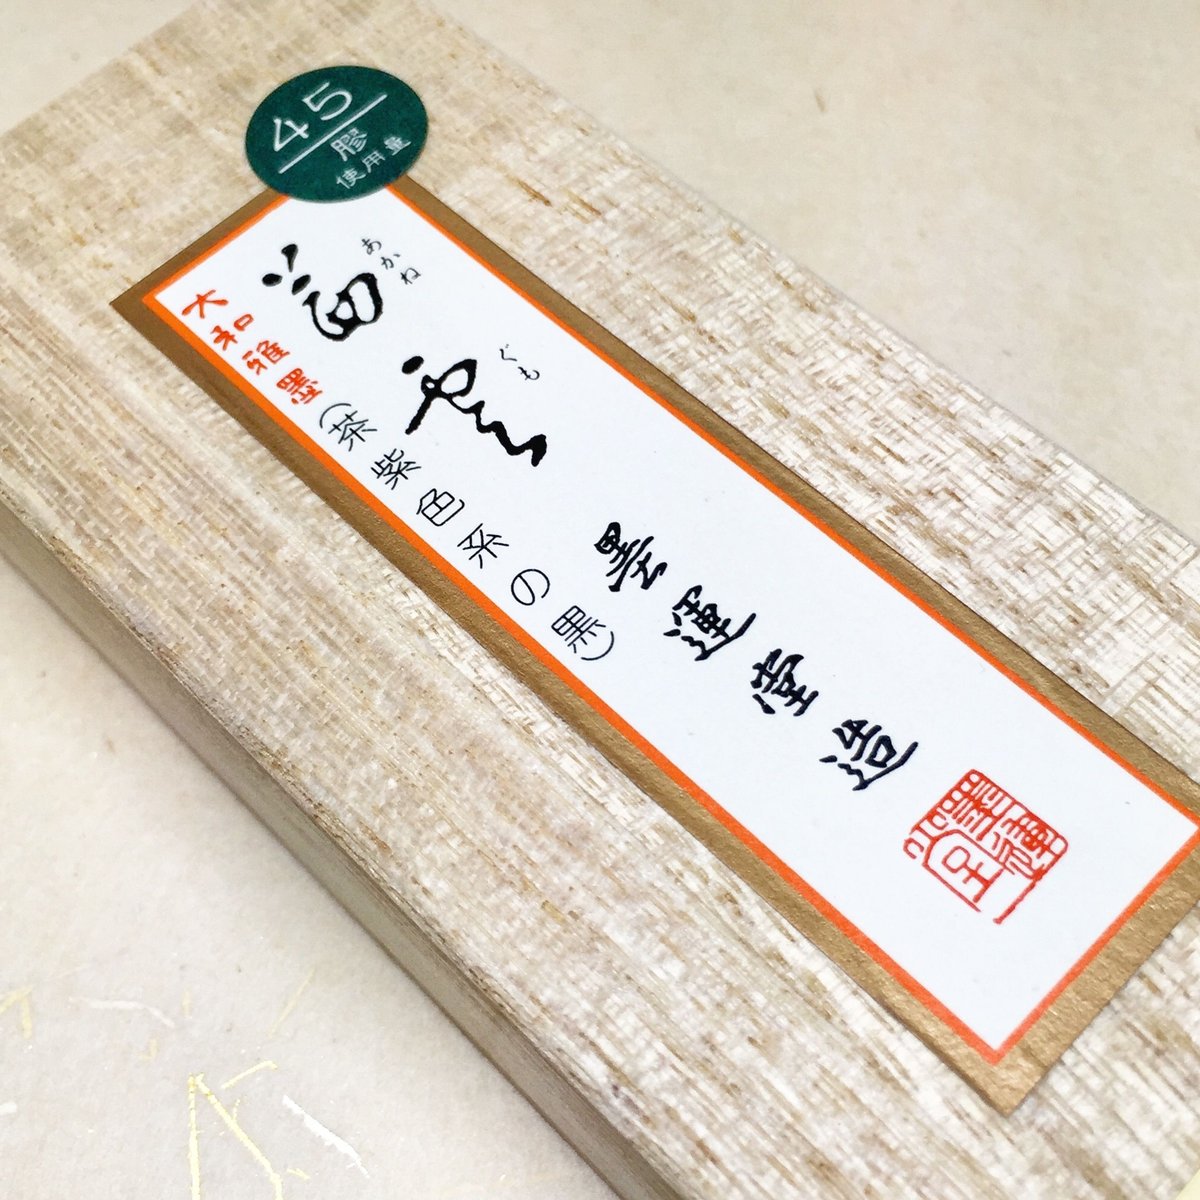 45
膠
使用量
茜雲
あかねぐも
大和雅墨(茶紫色系の黒)
墨運堂造